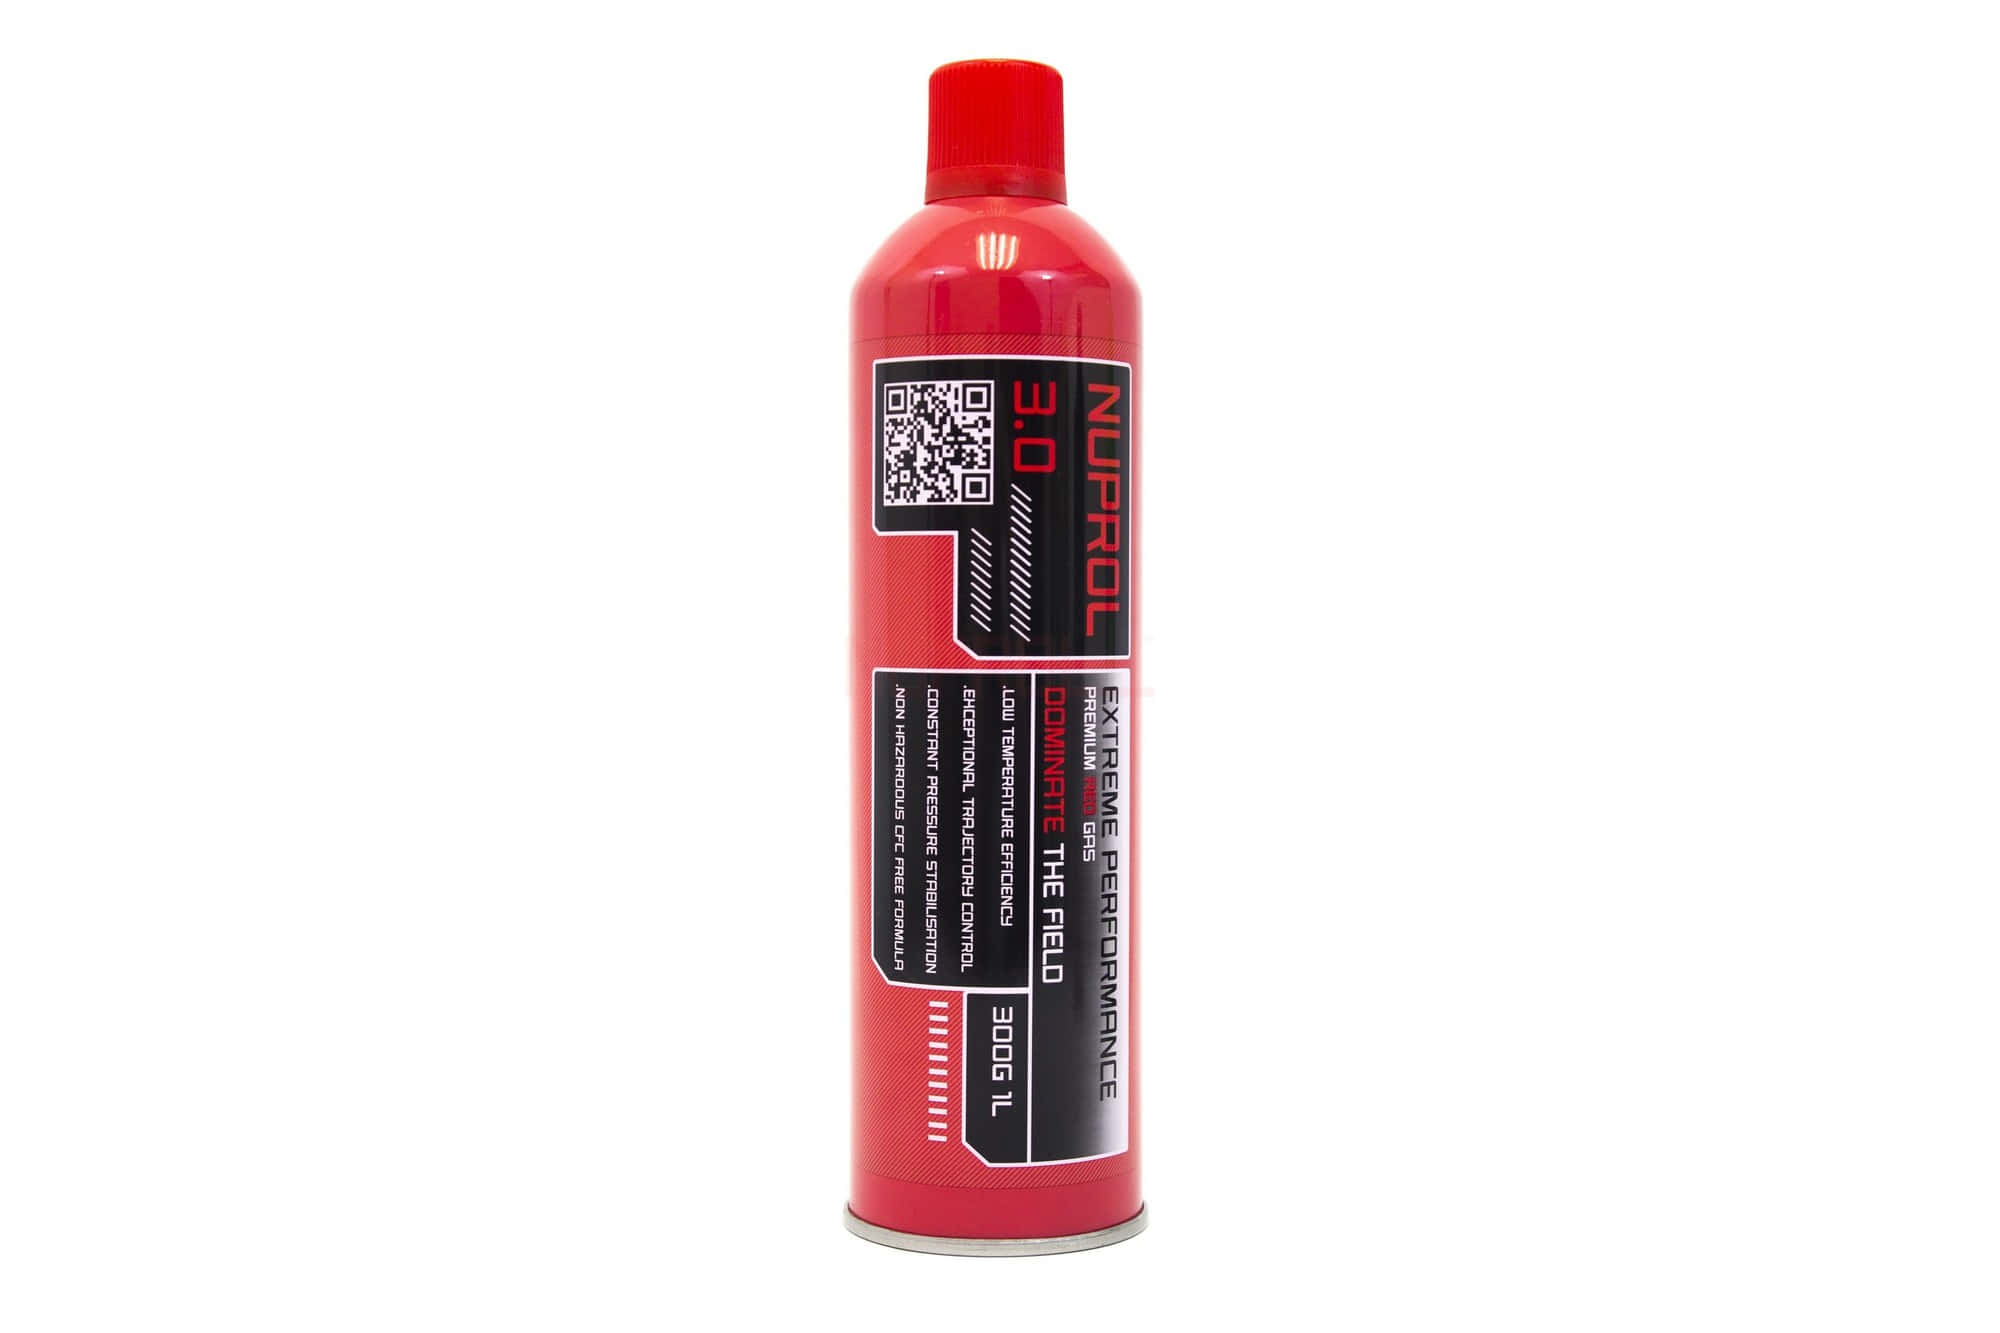 NUPROL
3.0
EXTREME PERFORMANCE
PREMIUM RED GAS
DOMINATE THE FIELD
.LOW TEMPERATURE EFFICIENCY
.EXCEPTIONAL TRAJECTORY CONTROL
.CONSTANT PRESSURE STABILISATION
.NON HAZARDOUS CFC FREE FORMULA
300G 1L